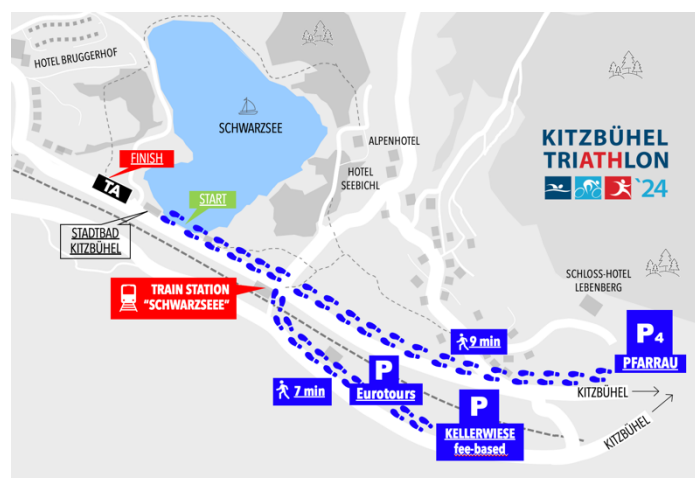 HOTEL BRUGGERHOF
SCHWARZSEE
ALPENHOTEL
HOTEL
SEEBICHL
KITZBÜHEL
TRIATHLON
`24
FINISH
TA
START
STADTBAD
KITZBÜHEL
TRAIN STATION
"SCHWARZSEEE"
SCHLOSS-HOTEL
LEBENBERG
P4
PFARRAU
9 min
P
Eurotours
7 min
P
KELLERWIESE
fee-based
KITZBÜHEL
KITZBÜHEL